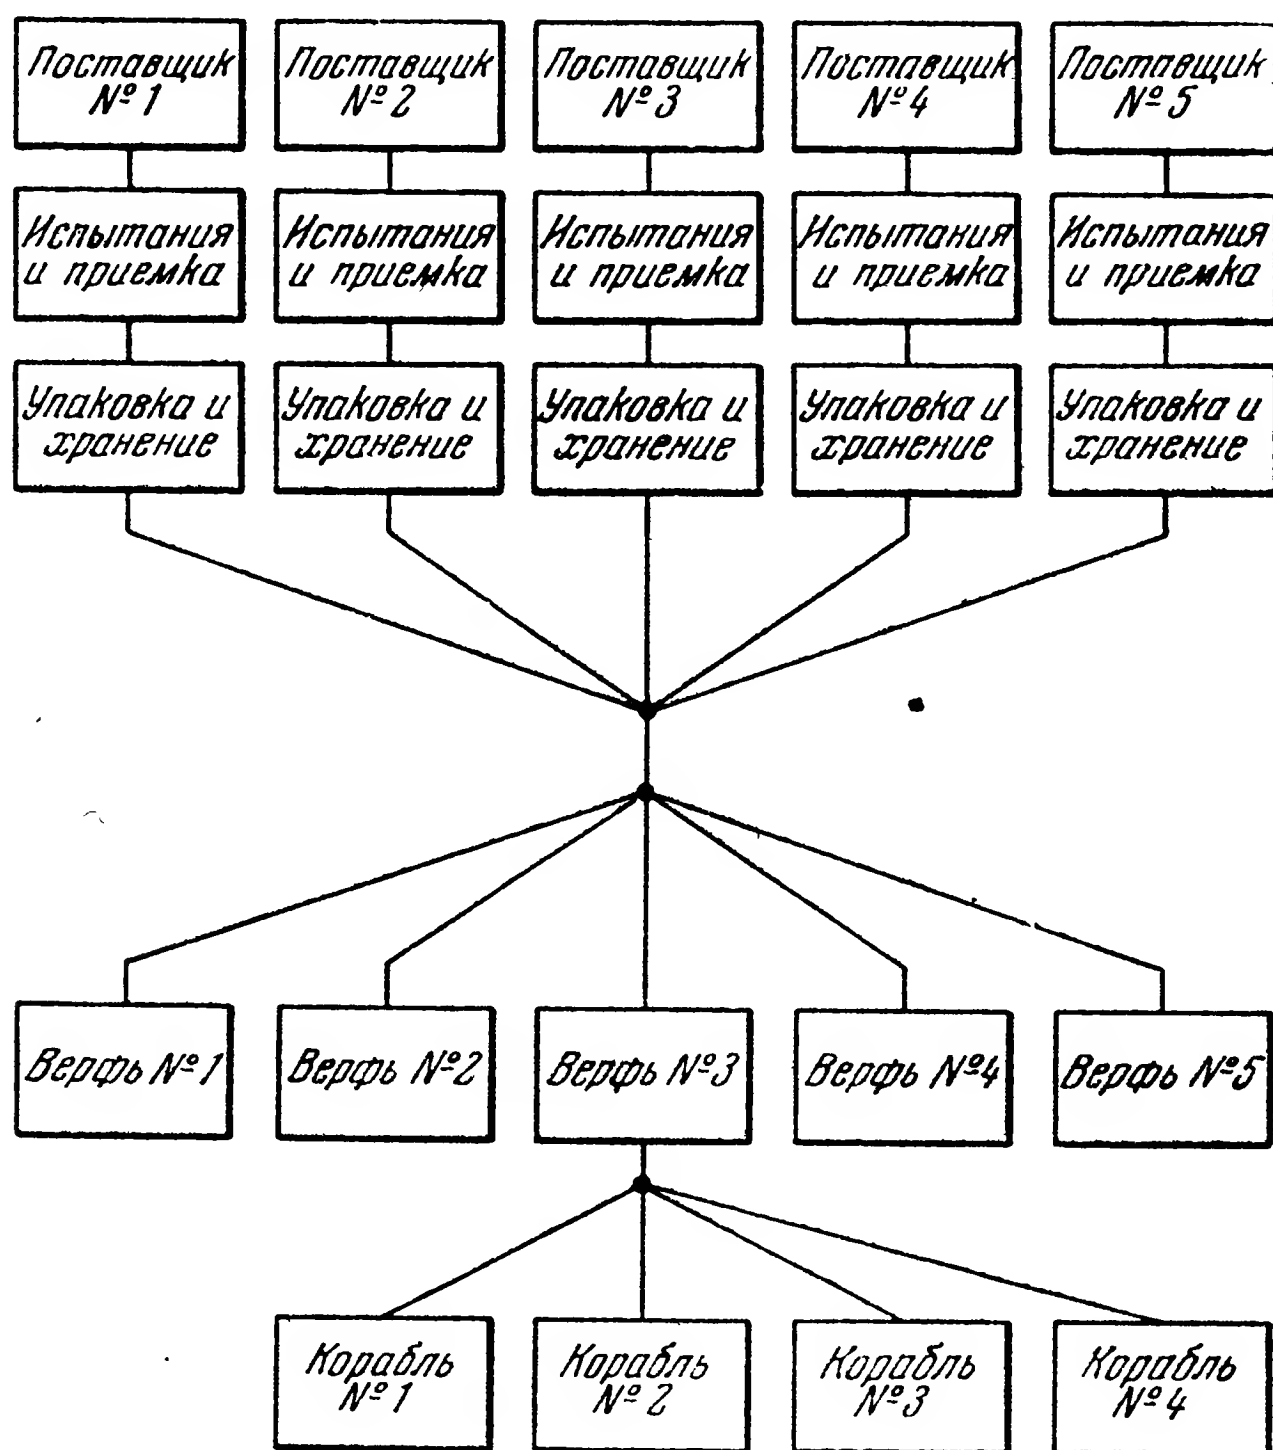 Поставщик
№ 1
Поставщик
№ 2
Поставщик
№ 3
Поставщик
№ 4
Поставщик
№ 5
Испытания
и приемка
Испытания
и приемка
Испытания
и приемка
Испытания
и приемка
Испытания
и приемка
Упаковка и
хранение
Упаковка и
хранение
Упаковка и
хранение
Упаковка и
хранение
Упаковка и
хранение
Верфь № 1
Верфь № 2
Верфь № 3
Верфь № 4
Верфь № 5
Корабль
№ 1
Корабль
№ 2
Корабль
№ 3
Корабль
№ 4